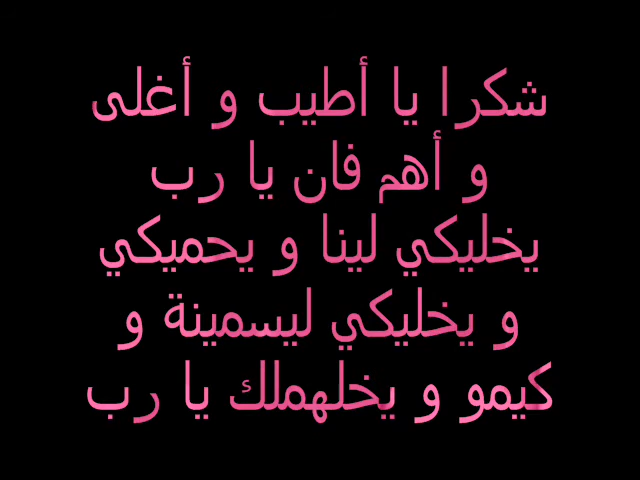 شكرا يا أطيب و أغلى
و أهم فان يا رب
يخليكي لينا و يحميكي
و يخليكي ليسمينة و
كيمو و يخلهملك يا رب